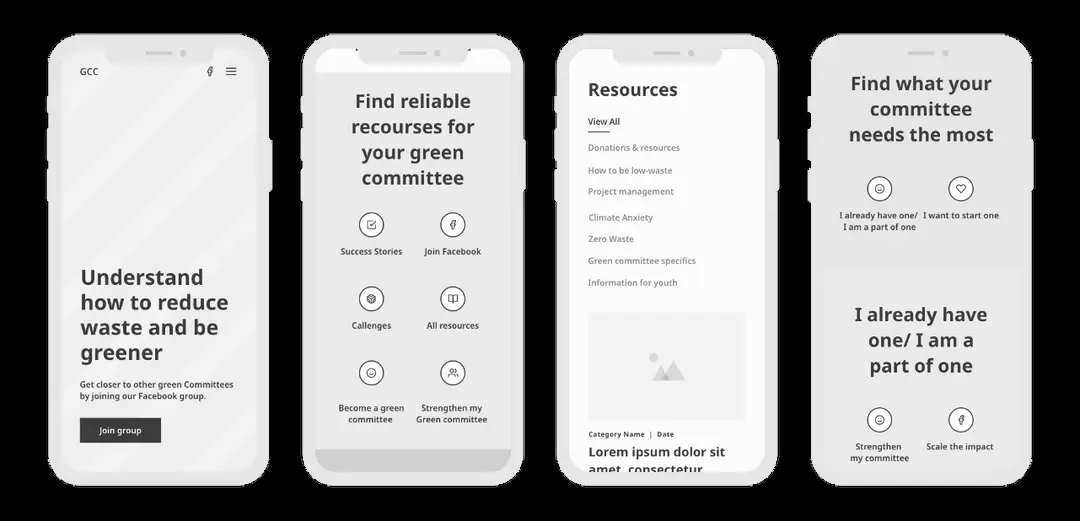 GCC
Understand
how to reduce
waste and be
greener
Get closer to other green Committees
by joining our Facebook group.
Join group
Find reliable
recourses for
your green
committee
Success Stories
Join Facebook
Callenges
All resources
Become a green
committee
Strengthen my
Green committee
Resources
View All
Donations & resources
How to be low-waste
Project management
Climate Anxiety
Zero Waste
Green committee specifics
Information for youth
Category Name | Date
Lorem ipsum dolor sit
amet, consectetur
Find what your
committee
needs the most
I already have one/
I am a part of one
I want to start one
I already have
one/ I am a
part of one
Strengthen
my committee
Scale the impact